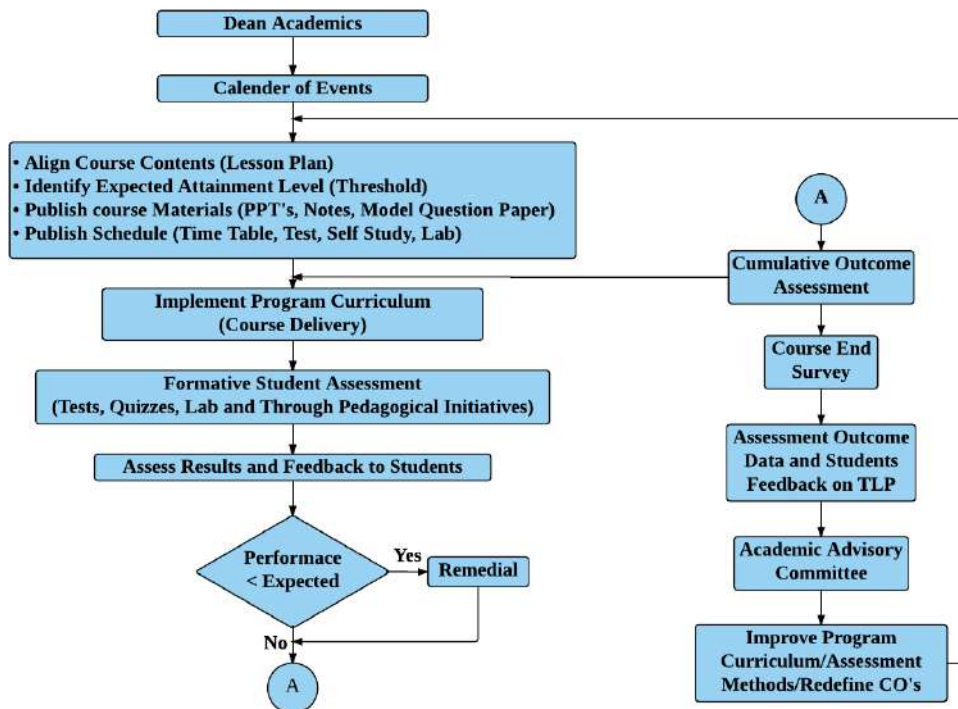 Dean Academics
Calender of Events
• Align Course Contents (Lesson Plan)
• Identify Expected Attainment Level (Threshold)
• Publish course Materials (PPT's, Notes, Model Question Paper)
• Publish Schedule (Time Table, Test, Self Study, Lab)
Implement Program Curriculum
(Course Delivery)
Formative Student Assessment
(Tests, Quizzes, Lab and Through Pedagogical Initiatives)
Assess Results and Feedback to Students
Performace
< Expected
Yes
Remedial
No
A
A
Cumulative Outcome
Assessment
Course End
Survey
Assessment Outcome
Data and Students
Feedback on TLP
Academic Advisory
Committee
Improve Program
Curriculum/Assessment
Methods/Redefine CO's